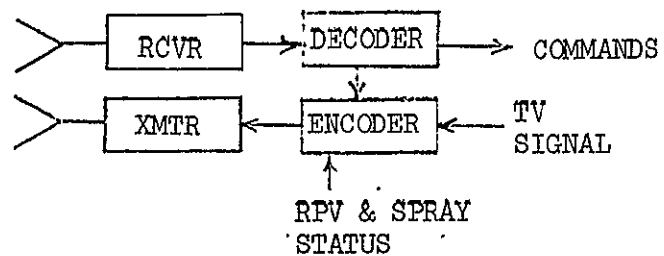 RCVR
DECODER
COMMANDS
XMTR
ENCODER
TV
SIGNAL
RPV & SPRAY
STATUS